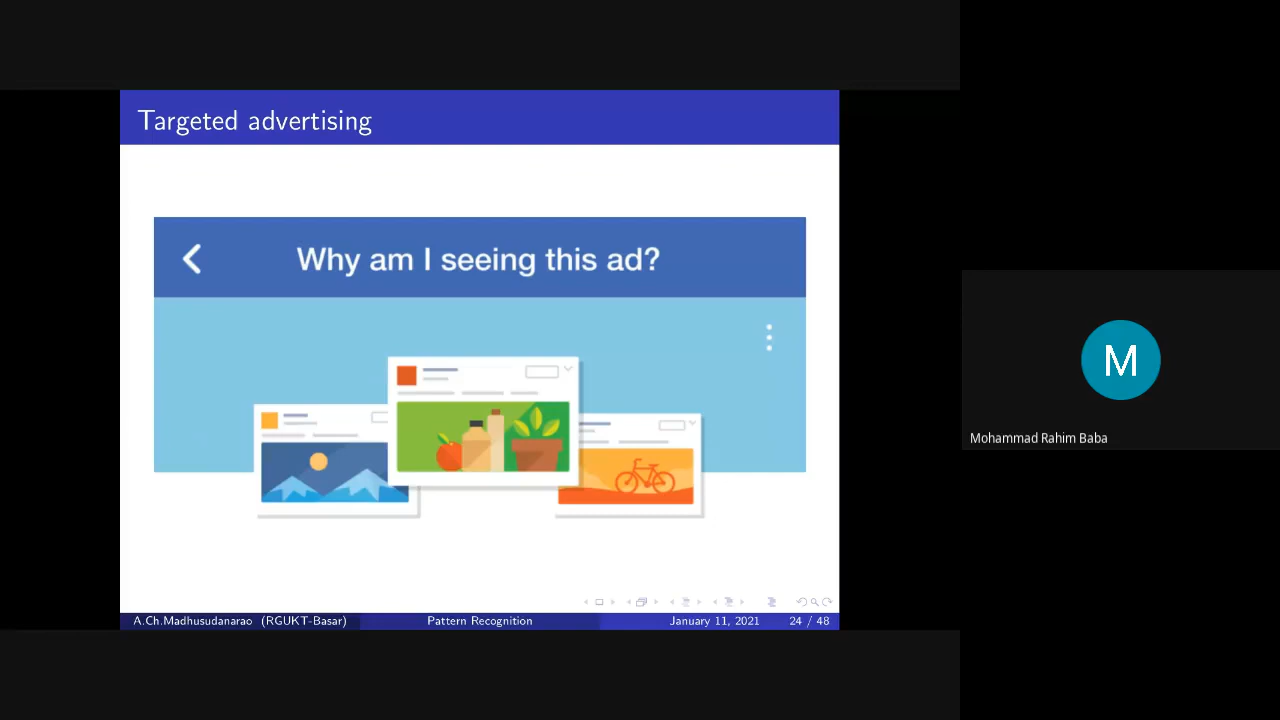 Targeted advertising
Why am I seeing this ad?
M
Mohammad Rahim Baba
A.Ch.Madhusudanarao (RGUKT-Basar) Pattern Recognition January 11, 2021 24 / 48